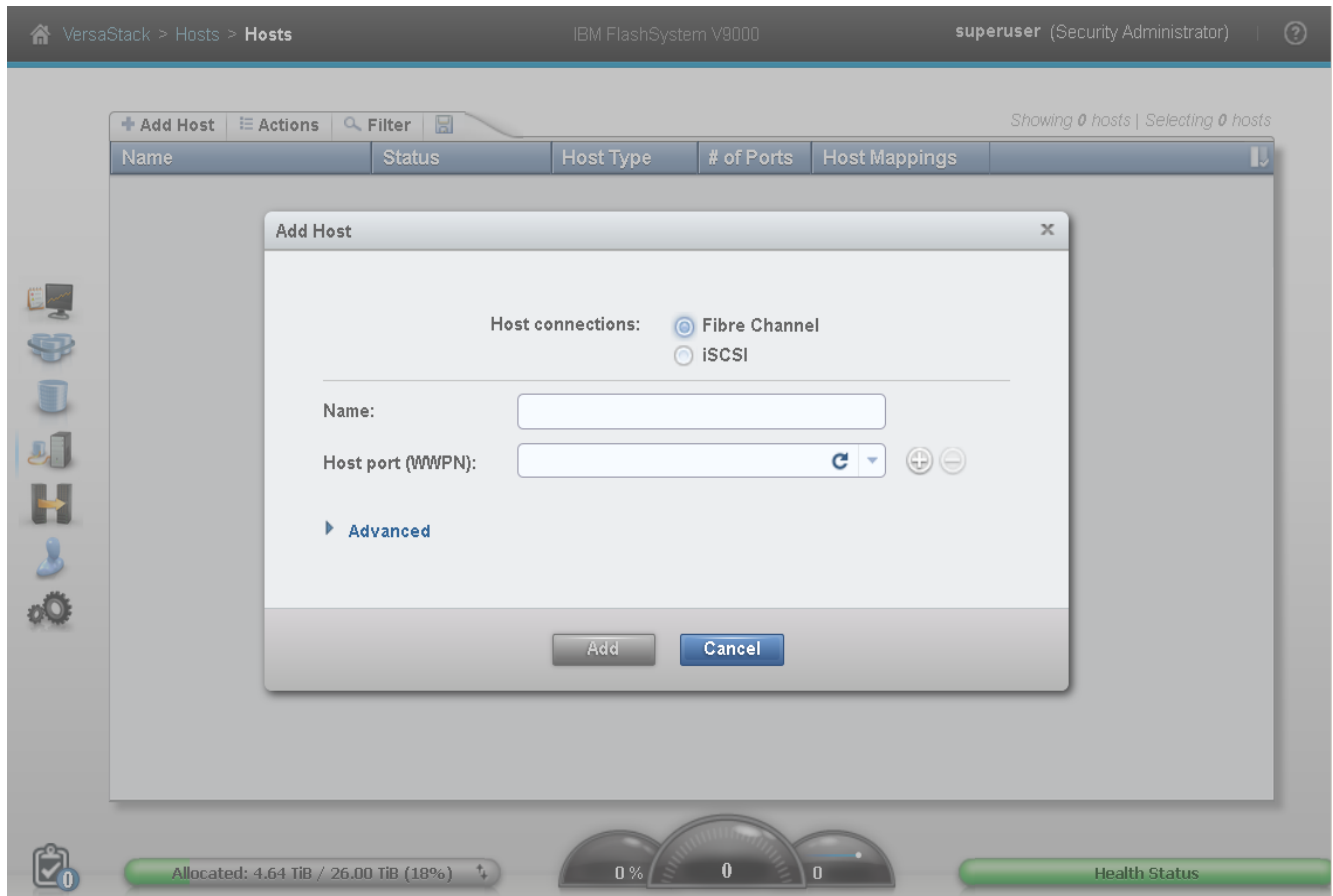 VersaStack > Hosts > Hosts
IBM FlashSystem V9000
superuser (Security Administrator)
?
Add Host
Actions
Filter
Showing 0 hosts | Selecting 0 hosts
Name
Status
Host Type
# of Ports
Host Mappings
Add Host
x
Host connections:
Fibre Channel
iSCSI
Name:
Host port (WWPN):
Advanced
Add
Cancel
0
Allocated: 4.64 TiB / 26.00 TiB (18%)
0 %
0
0
Health Status